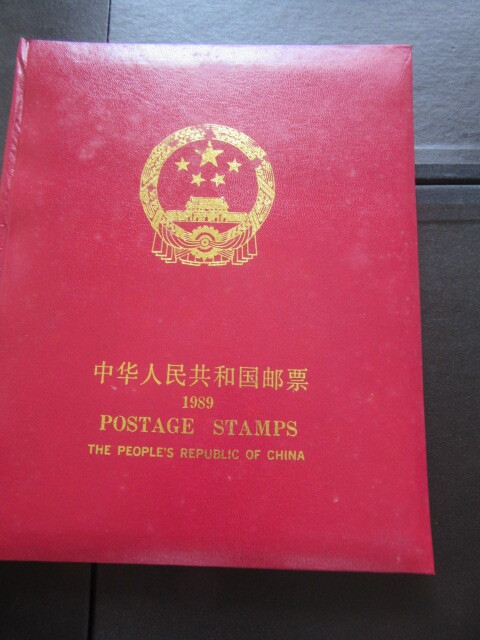 中华人民共和国邮票
1989
POSTAGE STAMPS
THE PEOPLE'S REPUBLIC OF CHINA